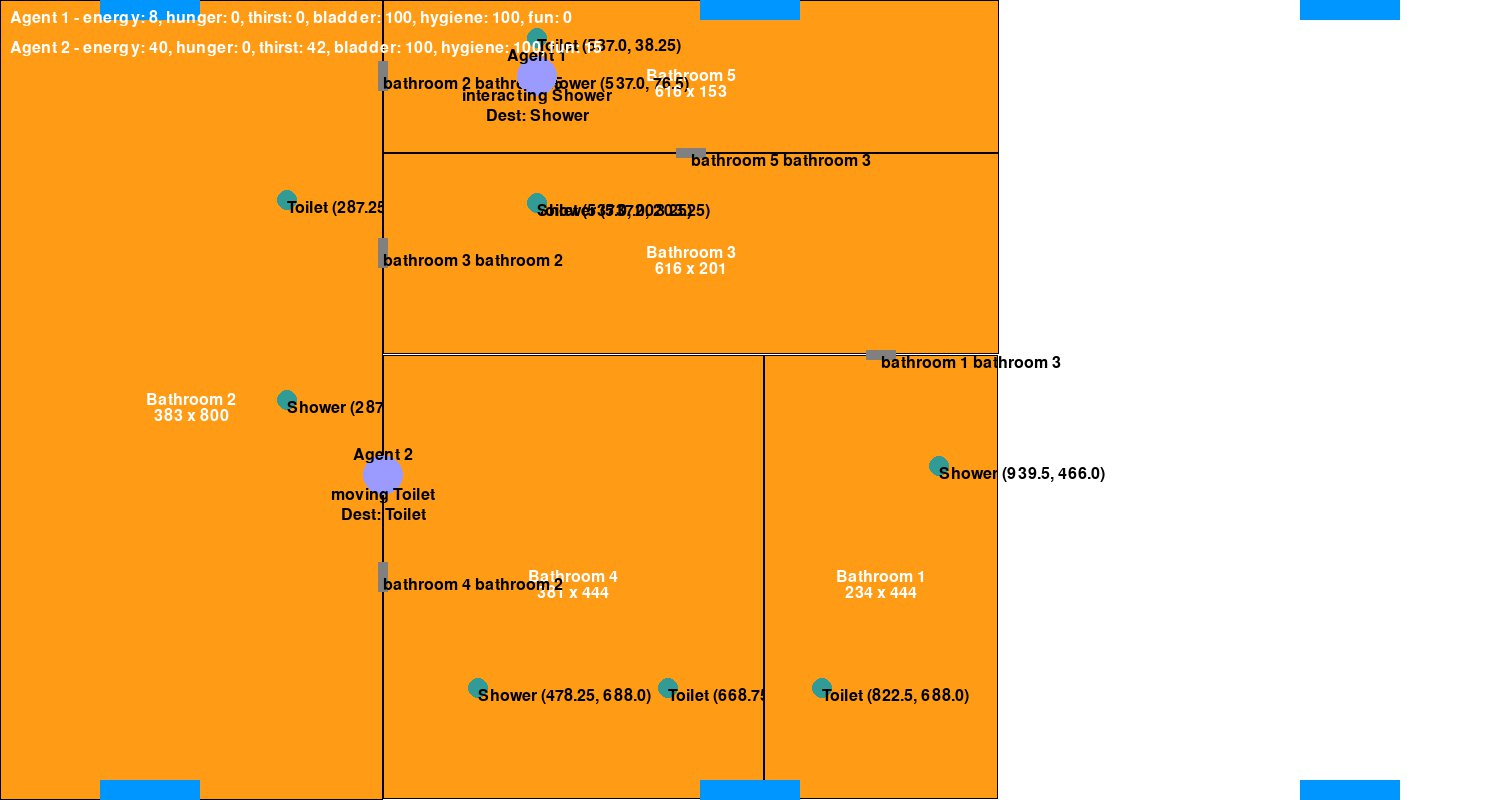 Agent 1 - energy: 8, hunger: 0, thirst: 0, bladder: 100, hygiene: 100, fun: 0
Agent 2 - energy: 40, hunger: 0, thirst: 42, bladder: 100, hygiene: 100, fun:
Toilet (537.0, 38.25)
Agent 1
bathroom 2
Shower (537.0, 76.5)
Bathroom 5
616 x 153
interacting Shower
Dest: Shower
bathroom 5 bathroom 3
Toilet (287.25
Bathroom 3
616 x 201
bathroom 3 bathroom 2
bathroom 1 bathroom 3
Bathroom 2
383 x 800
Shower (287
Agent 2
moving Toilet
Dest: Toilet
Shower (939.5, 466.0)
bathroom 4 bathroom 2
Bathroom 4
381 x 444
Bathroom 1
234 x 444
Shower (478.25, 688.0)
Toilet (668.75
Toilet (822.5, 688.0)